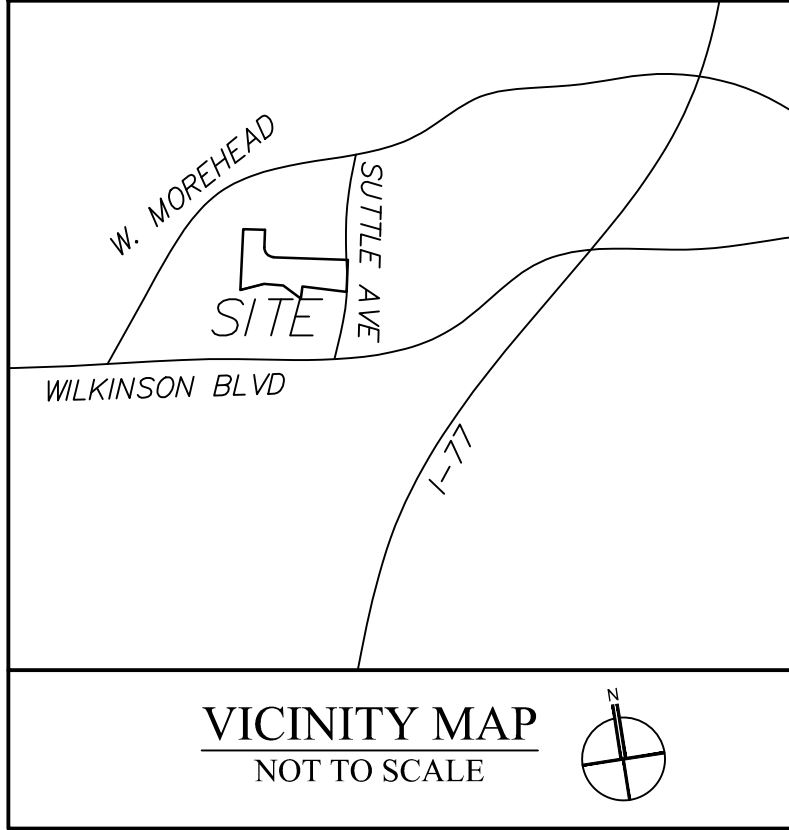 W. MOREHEAD
SUTTLE AVE
SITE
WILKINSON BLVD
I-77
VICINITY MAP
NOT TO SCALE
N